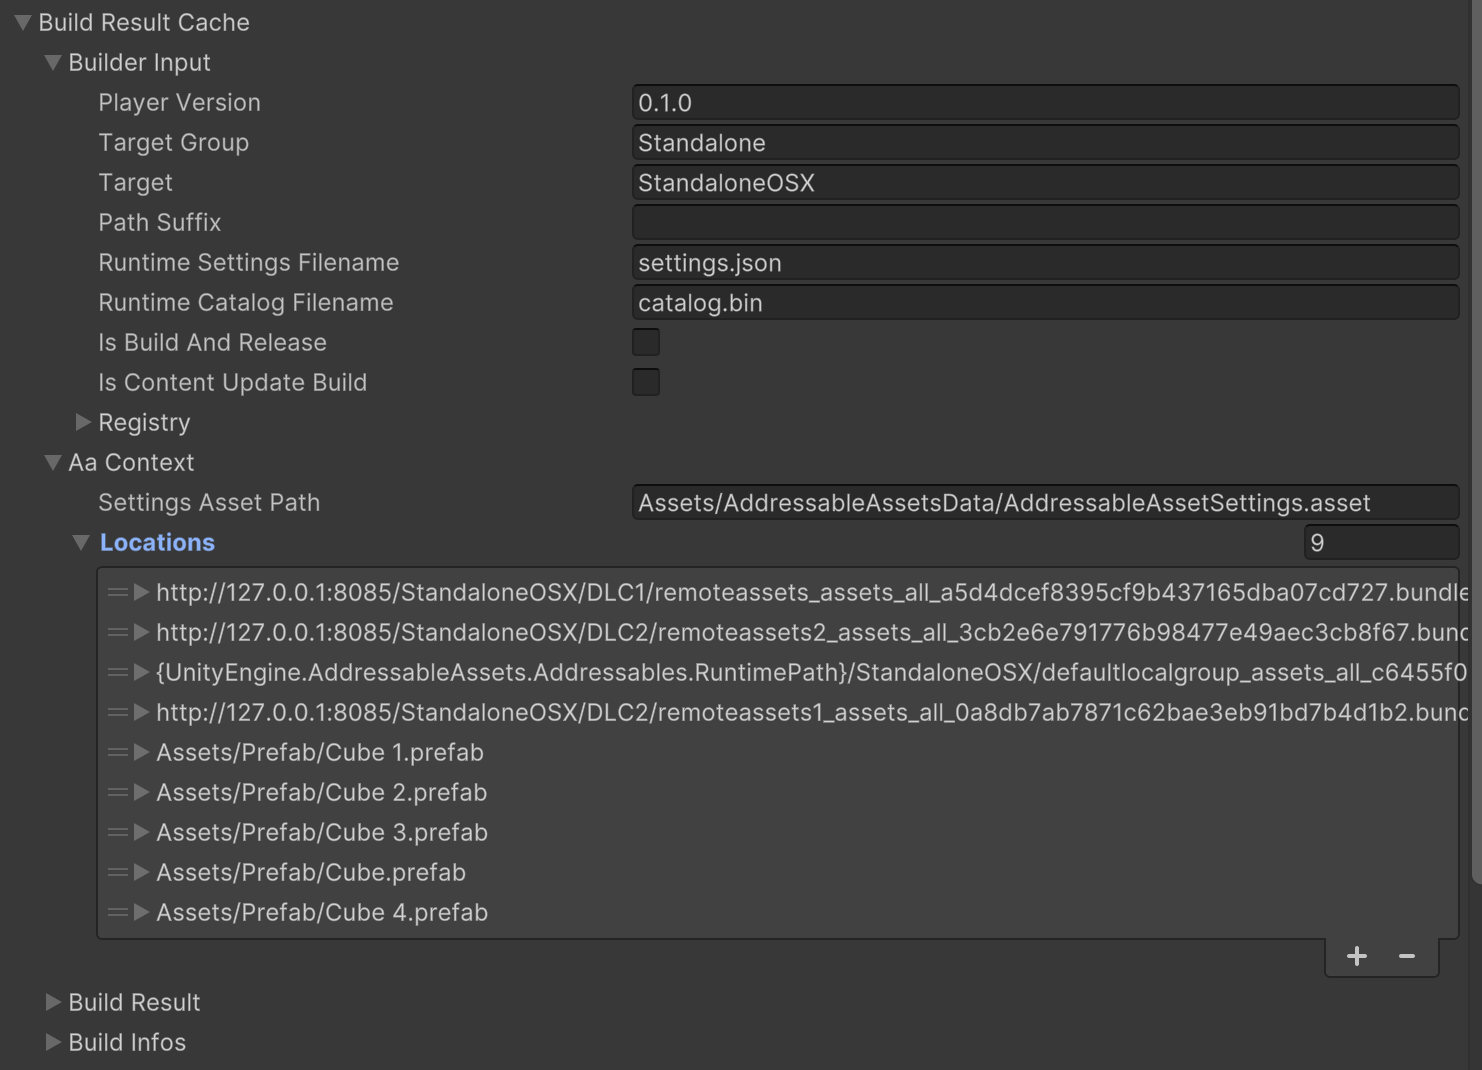 Build Result Cache
Builder Input
Player Version 0.1.0
Target Group Standalone
Target StandaloneOSX
Path Suffix
Runtime Settings Filename settings.json
Runtime Catalog Filename catalog.bin
Is Build And Release
Is Content Update Build
Registry
Aa Context
Settings Asset Path Assets/AddressableAssetsData/AddressableAssetSettings.asset
Locations 9
http://127.0.0.1:8085/StandaloneOSX/DLC1/remoteassets_assets_all_a5d4dcef8395cf9b437165dba07cd727.bundle
http://127.0.0.1:8085/StandaloneOSX/DLC2/remoteassets2_assets_all_3cb2e6e791776b98477e49aec3cb8f67.bunc
{UnityEngine.AddressableAssets.Addressables.RuntimePath}/StandaloneOSX/defaultlocalgroup_assets_all_c6455f0
http://127.0.0.1:8085/StandaloneOSX/DLC2/remoteassets1_assets_all_0a8db7ab7871c62bae3eb91bd7b4d1b2.bunc
Assets/Prefab/Cube 1.prefab
Assets/Prefab/Cube 2.prefab
Assets/Prefab/Cube 3.prefab
Assets/Prefab/Cube.prefab
Assets/Prefab/Cube 4.prefab
+ −
Build Result
Build Infos